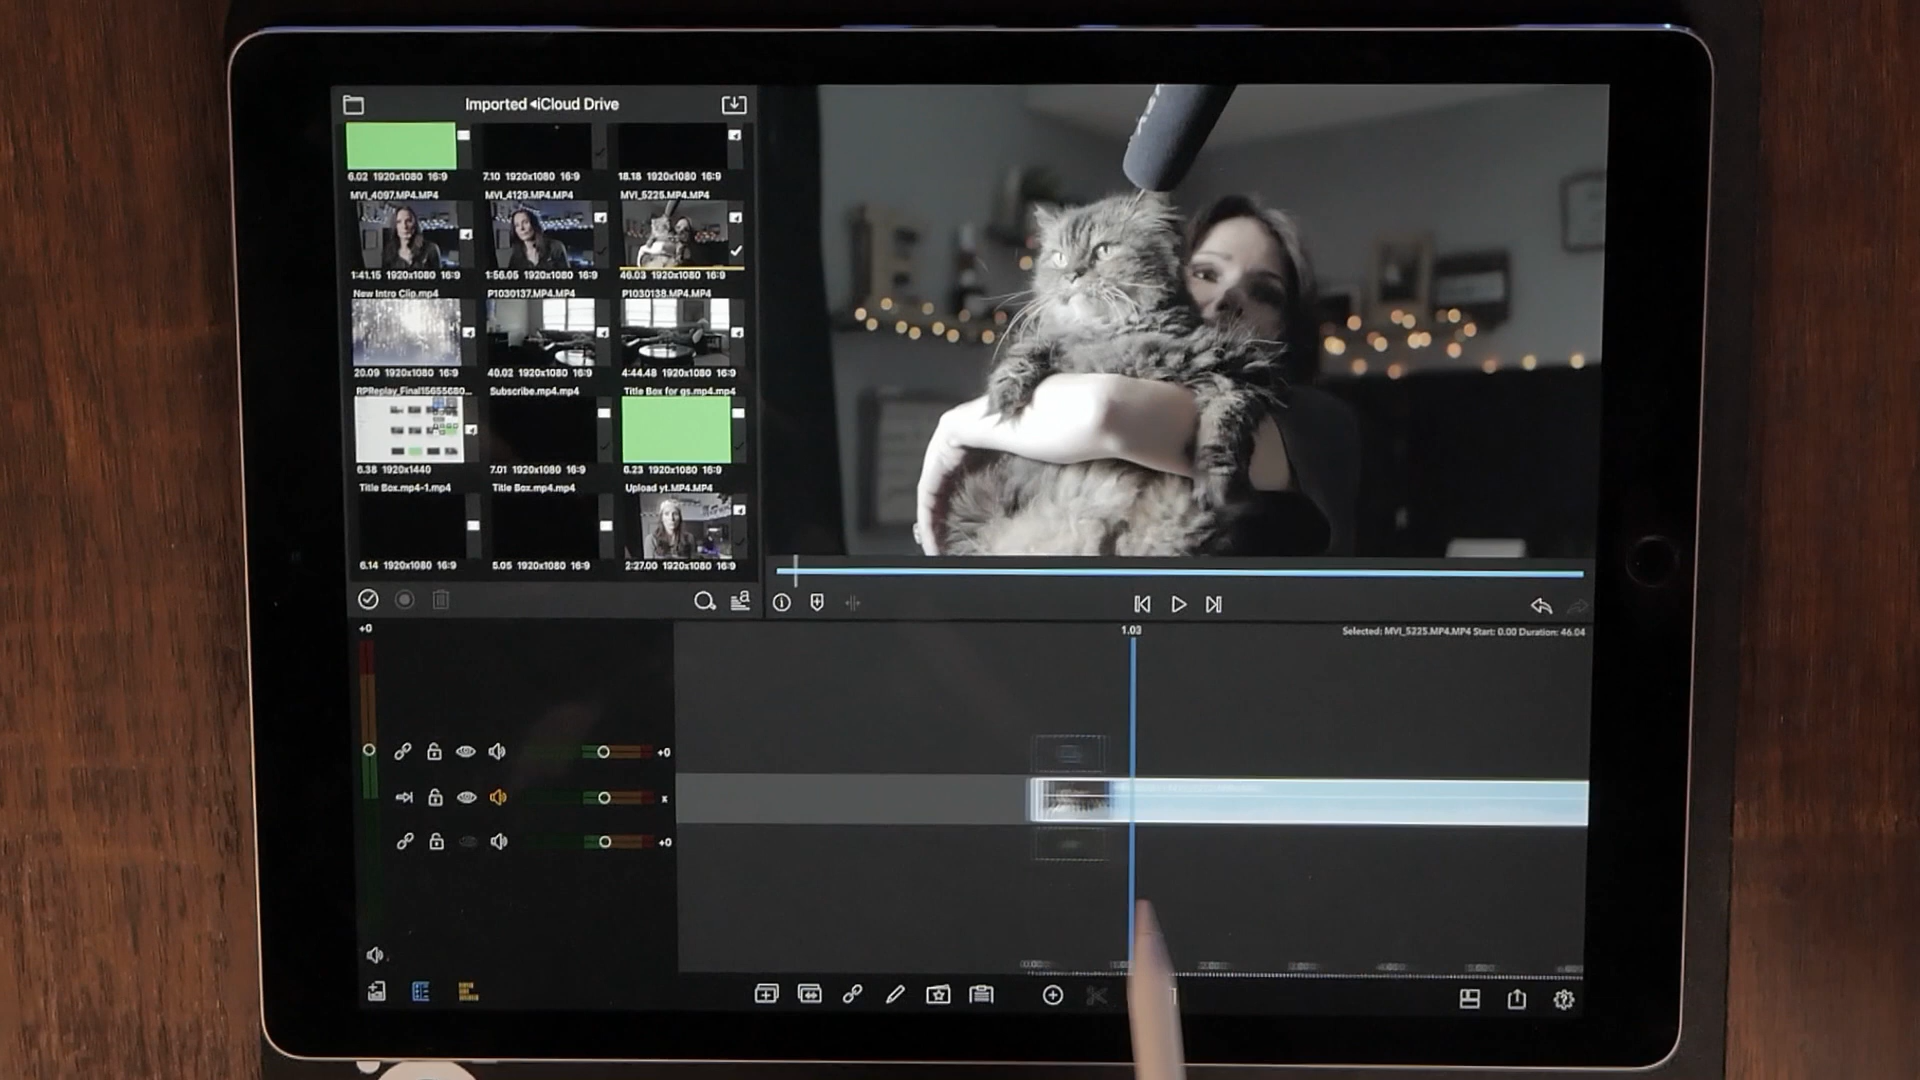 Imported ◂iCloud Drive
6.02 1920x1080 16:9
7.10 1920x1080 16:9
18.18 1920x1080 16:9
MVI_4097.MP4.MP4
MVI_4129.MP4.MP4
MVI_5225.MP4.MP4
1:41.15 1920x1080 16:9
1:56.05 1920x1080 16:9
46.03 1920x1080 16:9
New Intro Clip.mp4
P1030137.MP4.MP4
P1030138.MP4.MP4
20.09 1920x1080 16:9
40.02 1920x1080 16:9
4:44.48 1920x1080 16:9
RPReplay_Final15655680...
Subscribe.mp4.mp4
Title Box for gs.mp4.mp4
6.38 1920x1440
7.01 1920x1080 16:9
6.23 1920x1080 16:9
Title Box.mp4-1.mp4
Title Box.mp4.mp4
Upload yt.MP4.MP4
6.14 1920x1080 16:9
5.05 1920x1080 16:9
2:27.00 1920x1080 16:9
+0
1.03
Selected: MVI_5225.MP4.MP4 Start: 0.00 Duration: 46.04
+0
x
+0